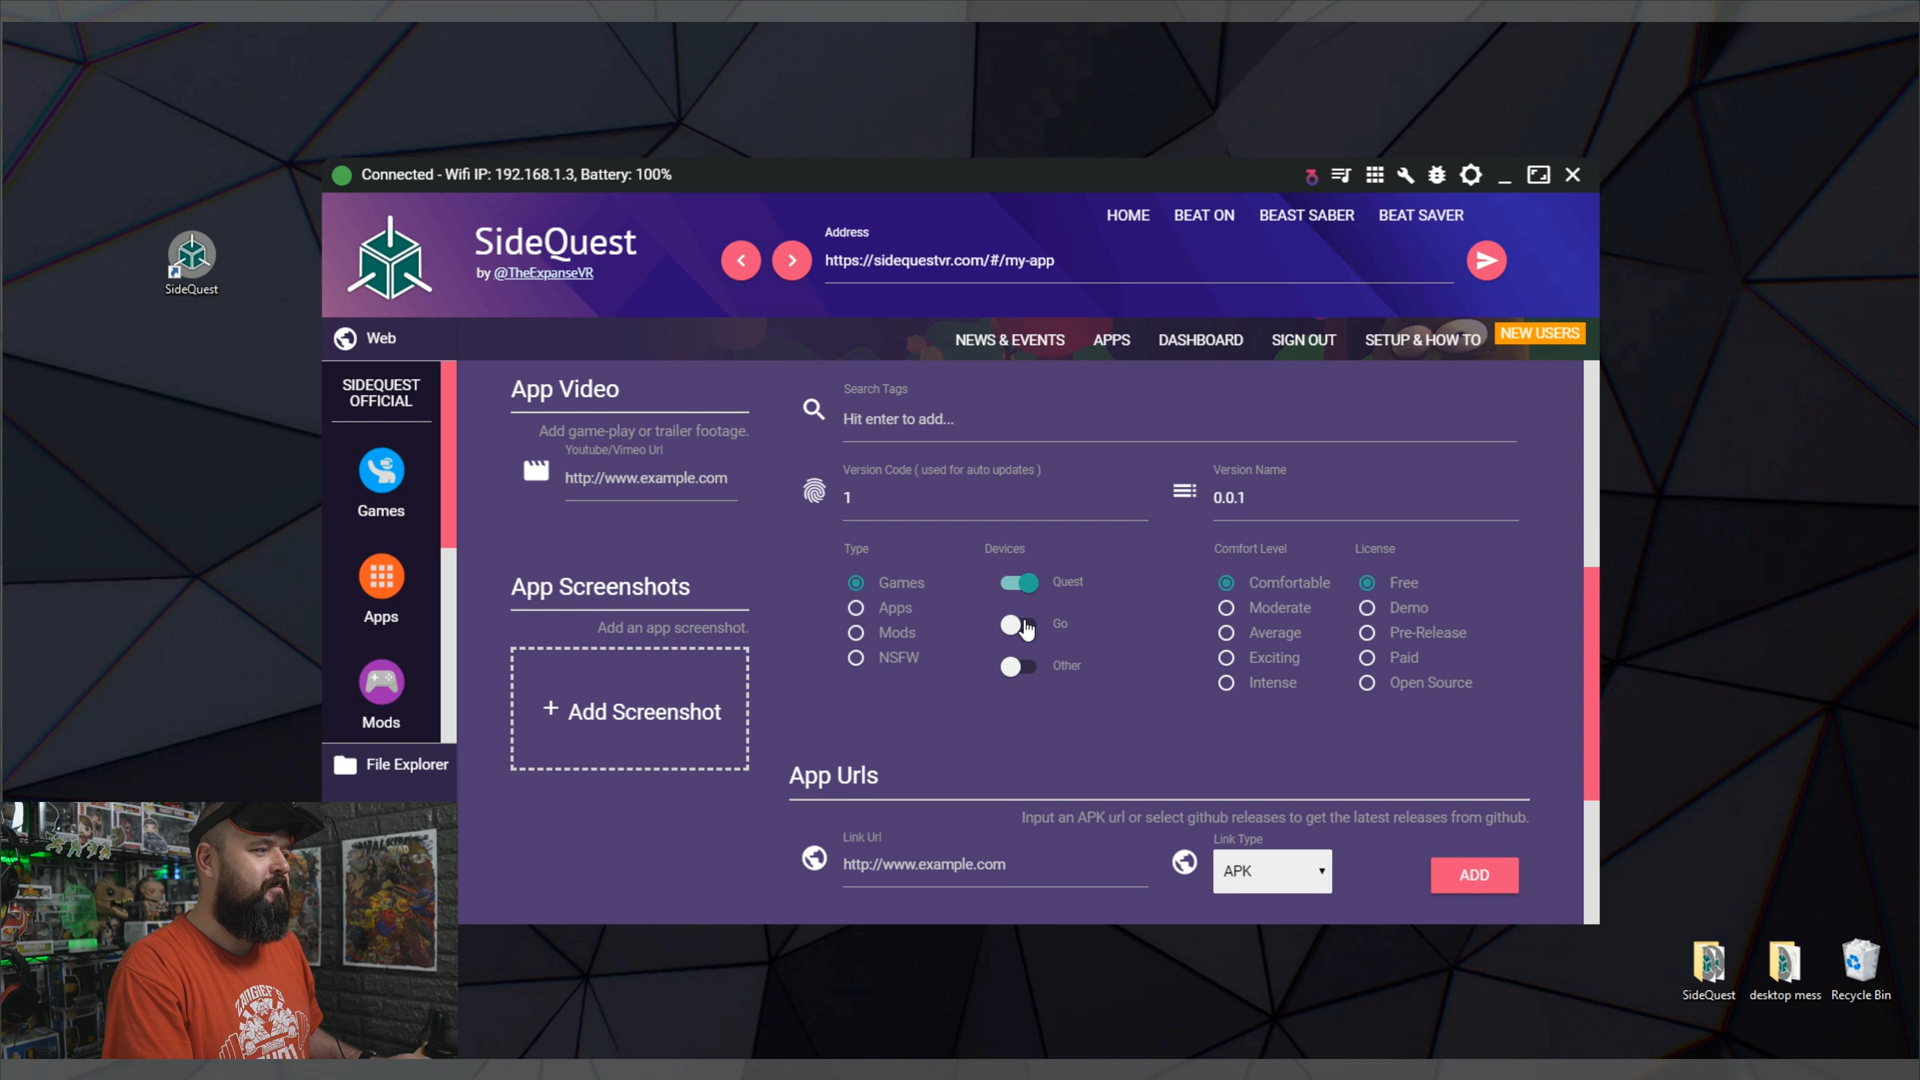 Connected - Wifi IP: 192.168.1.3, Battery: 100%
SideQuest
by @TheExpanseVR
HOME BEAT ON BEAST SABER BEAT SAVER
Address
https://sidequestvr.com/#/my-app
SideQuest
Web
NEWS & EVENTS APPS DASHBOARD SIGN OUT SETUP & HOW TO NEW USERS
SIDEQUEST
OFFICIAL
Games
Apps
Mods
File Explorer
App Video
Add game-play or trailer footage.
Youtube/Vimeo Url
http://www.example.com
App Screenshots
Add an app screenshot.
+ Add Screenshot
Search Tags
Hit enter to add...
Version Code ( used for auto updates )
1
Version Name
0.0.1
Type
Games
Apps
Mods
NSFW
Devices
Quest
Go
Other
Comfort Level
Comfortable
Moderate
Average
Exciting
Intense
License
Free
Demo
Pre-Release
Paid
Open Source
App Urls
Input an APK url or select github releases to get the latest releases from github.
Link Url
http://www.example.com
Link Type
APK
ADD
SideQuest
desktop mess
Recycle Bin